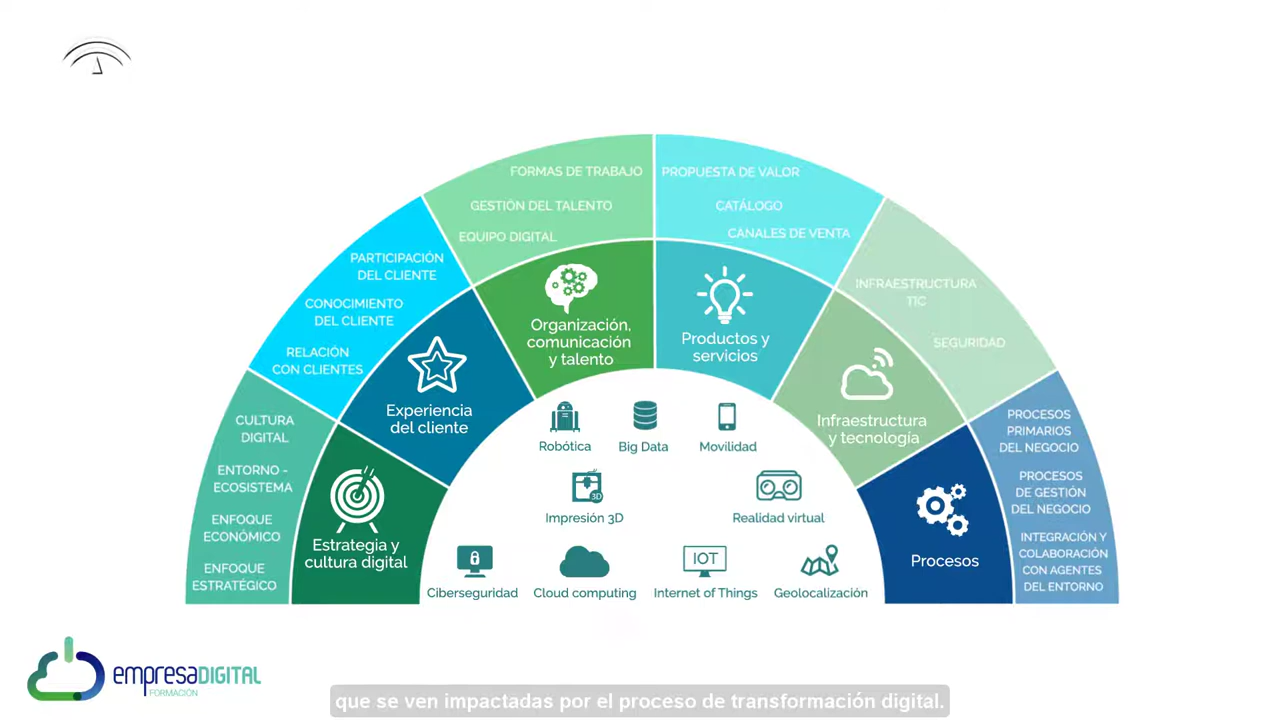 FORMAS DE TRABAJO
GESTIÓN DEL TALENTO
EQUIPO DIGITAL
PROPUESTA DE VALOR
CATÁLOGO
CANALES DE VENTA
PARTICIPACIÓN
DEL CLIENTE
CONOCIMIENTO
DEL CLIENTE
RELACIÓN
CON CLIENTES
INFRAESTRUCTURA
TIC
SEGURIDAD
Organización,
comunicación
y talento
Productos y
servicios
Experiencia
del cliente
Infraestructura
y tecnología
CULTURA
DIGITAL
ENTORNO -
ECOSISTEMA
ENFOQUE
ECONÓMICO
ENFOQUE
ESTRATÉGICO
Estrategia y
cultura digital
Robótica
Big Data
Movilidad
Impresión 3D
3D
Realidad virtual
IOT
Ciberseguridad
Cloud computing
Internet of Things
Geolocalización
Procesos
PROCESOS
PRIMARIOS
DEL NEGOCIO
PROCESOS
DE GESTIÓN
DEL NEGOCIO
INTEGRACIÓN Y
COLABORACIÓN
CON AGENTES
DEL ENTORNO
empresaDIGITAL
FORMACIÓN
que se ven impactadas por el proceso de transformación digital.